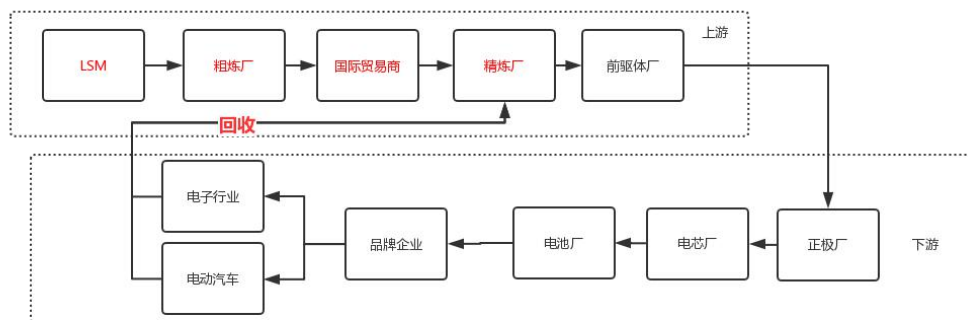 上游
LSM
粗炼厂
国际贸易商
精炼厂
前驱体厂
回收
电子行业
电动汽车
品牌企业
电池厂
电芯厂
正极厂
下游